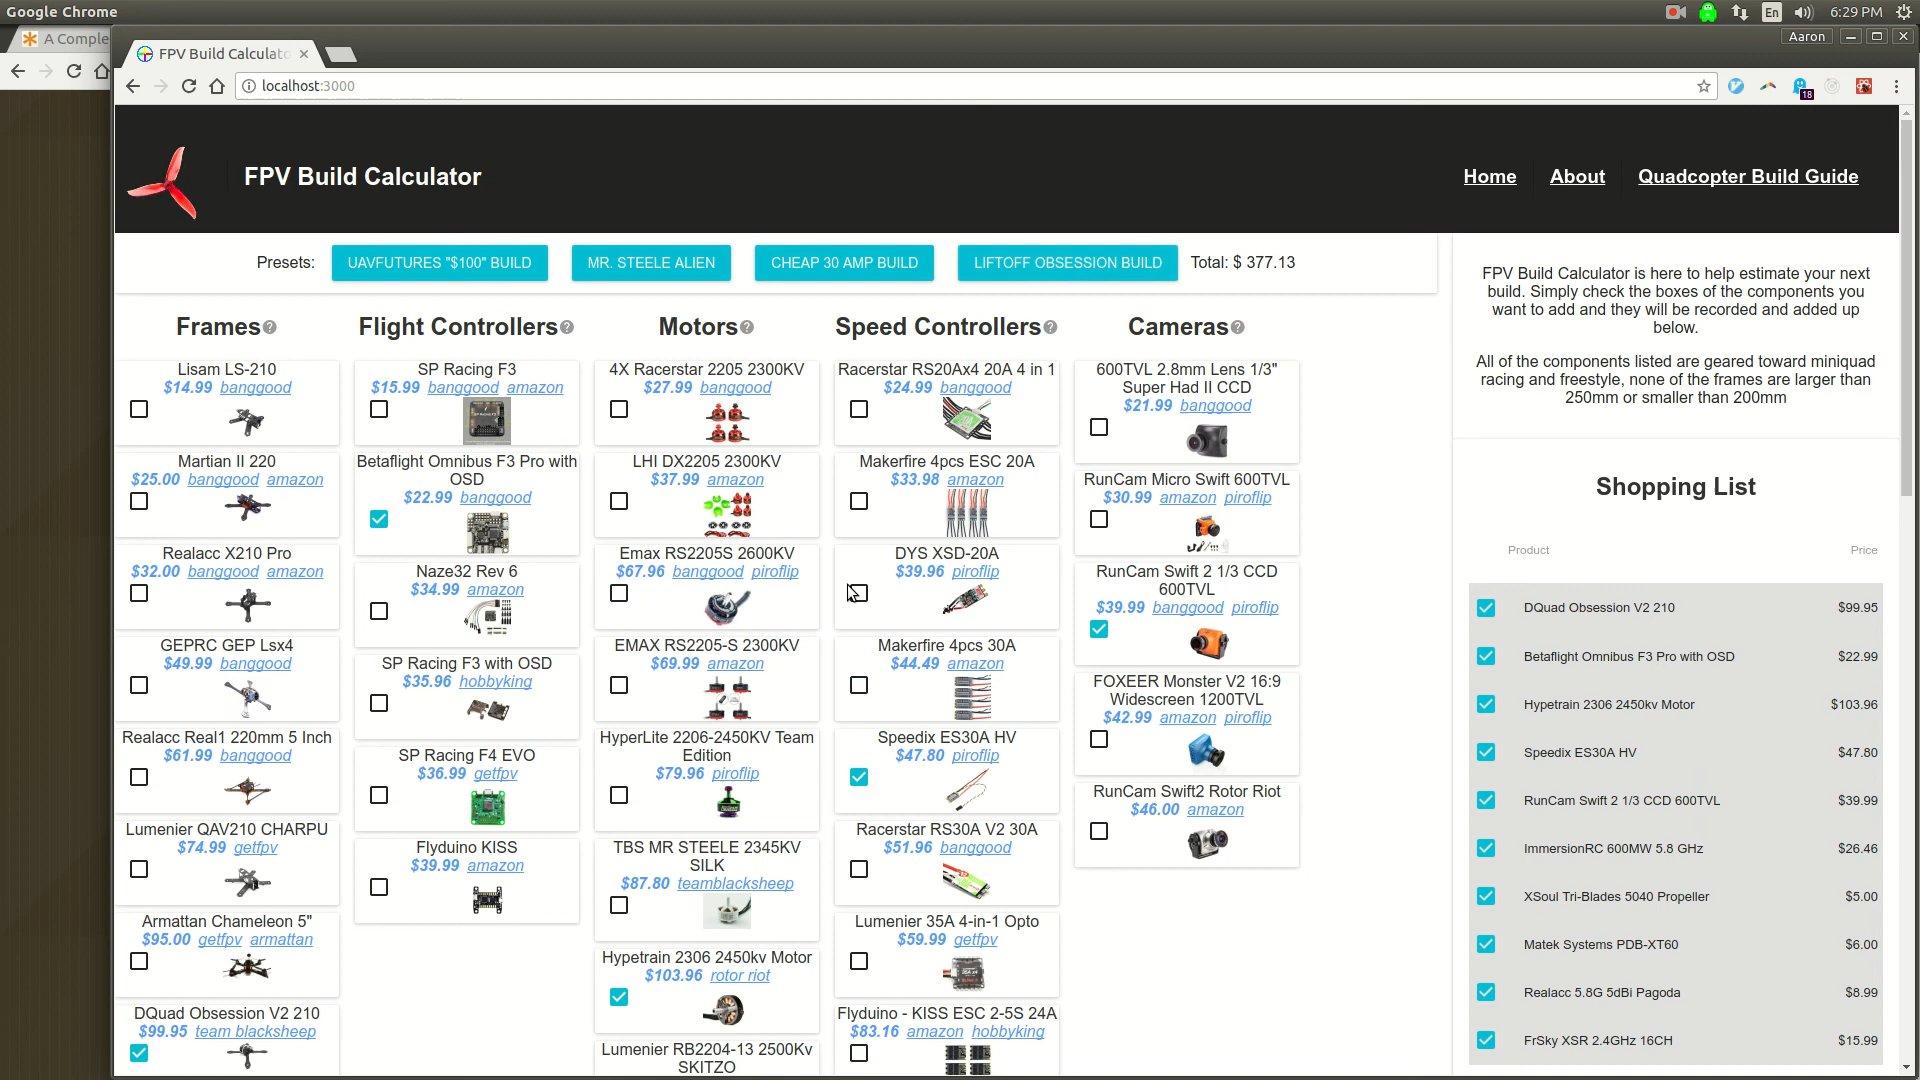 Google Chrome
En
6:29 PM
A Comple
FPV Build Calculato
Aaron
localhost:3000
18
FPV Build Calculator
Home
About
Quadcopter Build Guide
Presets:
UAVFUTURES "$100" BUILD
MR. STEELE ALIEN
CHEAP 30 AMP BUILD
LIFTOFF OBSESSION BUILD
Total: $ 377.13
Frames
Lisam LS-210
$14.99 banggood
Martian II 220
$25.00 banggood amazon
Realacc X210 Pro
$32.00 banggood amazon
GEPRC GEP Lsx4
$49.99 banggood
Realacc Real1 220mm 5 Inch
$61.99 banggood
Lumenier QAV210 CHARPU
$74.99 getfpv
Armattan Chameleon 5"
$95.00 getfpv armattan
DQuad Obsession V2 210
$99.95 team blacksheep
Flight Controllers
SP Racing F3
$15.99 banggood amazon
Betaflight Omnibus F3 Pro with
OSD
$22.99 banggood
Naze32 Rev 6
$34.99 amazon
SP Racing F3 with OSD
$35.96 hobbyking
SP Racing F4 EVO
$36.99 getfpv
Flyduino KISS
$39.99 amazon
Motors
4X Racerstar 2205 2300KV
$27.99 banggood
LHI DX2205 2300KV
$37.99 amazon
Emax RS2205S 2600KV
$67.96 banggood piroflip
EMAX RS2205-S 2300KV
$69.99 amazon
HyperLite 2206-2450KV Team
Edition
$79.96 piroflip
TBS MR STEELE 2345KV
SILK
$87.80 teamblacksheep
Hypetrain 2306 2450kv Motor
$103.96 rotor riot
Lumenier RB2204-13 2500Kv
SKITZO
Speed Controllers
Racerstar RS20Ax4 20A 4 in 1
$24.99 banggood
Makerfire 4pcs ESC 20A
$33.98 amazon
DYS XSD-20A
$39.96 piroflip
Makerfire 4pcs 30A
$44.49 amazon
Speedix ES30A HV
$47.80 piroflip
Racerstar RS30A V2 30A
$51.96 banggood
Lumenier 35A 4-in-1 Opto
$59.99 getfpv
Flyduino - KISS ESC 2-5S 24A
$83.16 amazon hobbyking
Cameras
600TVL 2.8mm Lens 1/3"
Super Had II CCD
$21.99 banggood
RunCam Micro Swift 600TVL
$30.99 amazon piroflip
RunCam Swift 2 1/3 CCD
600TVL
$39.99 banggood piroflip
FOXEER Monster V2 16:9
Widescreen 1200TVL
$42.99 amazon piroflip
RunCam Swift2 Rotor Riot
$46.00 amazon
FPV Build Calculator is here to help estimate your next
build. Simply check the boxes of the components you
want to add and they will be recorded and added up
below.
All of the components listed are geared toward miniquad
racing and freestyle, none of the frames are larger than
250mm or smaller than 200mm
Shopping List
Product Price
DQuad Obsession V2 210 $99.95
Betaflight Omnibus F3 Pro with OSD $22.99
Hypetrain 2306 2450kv Motor $103.96
Speedix ES30A HV $47.80
RunCam Swift 2 1/3 CCD 600TVL $39.99
ImmersionRC 600MW 5.8 GHz $26.46
XSoul Tri-Blades 5040 Propeller $5.00
Matek Systems PDB-XT60 $6.00
Realacc 5.8G 5dBi Pagoda $8.99
FrSky XSR 2.4GHz 16CH $15.99